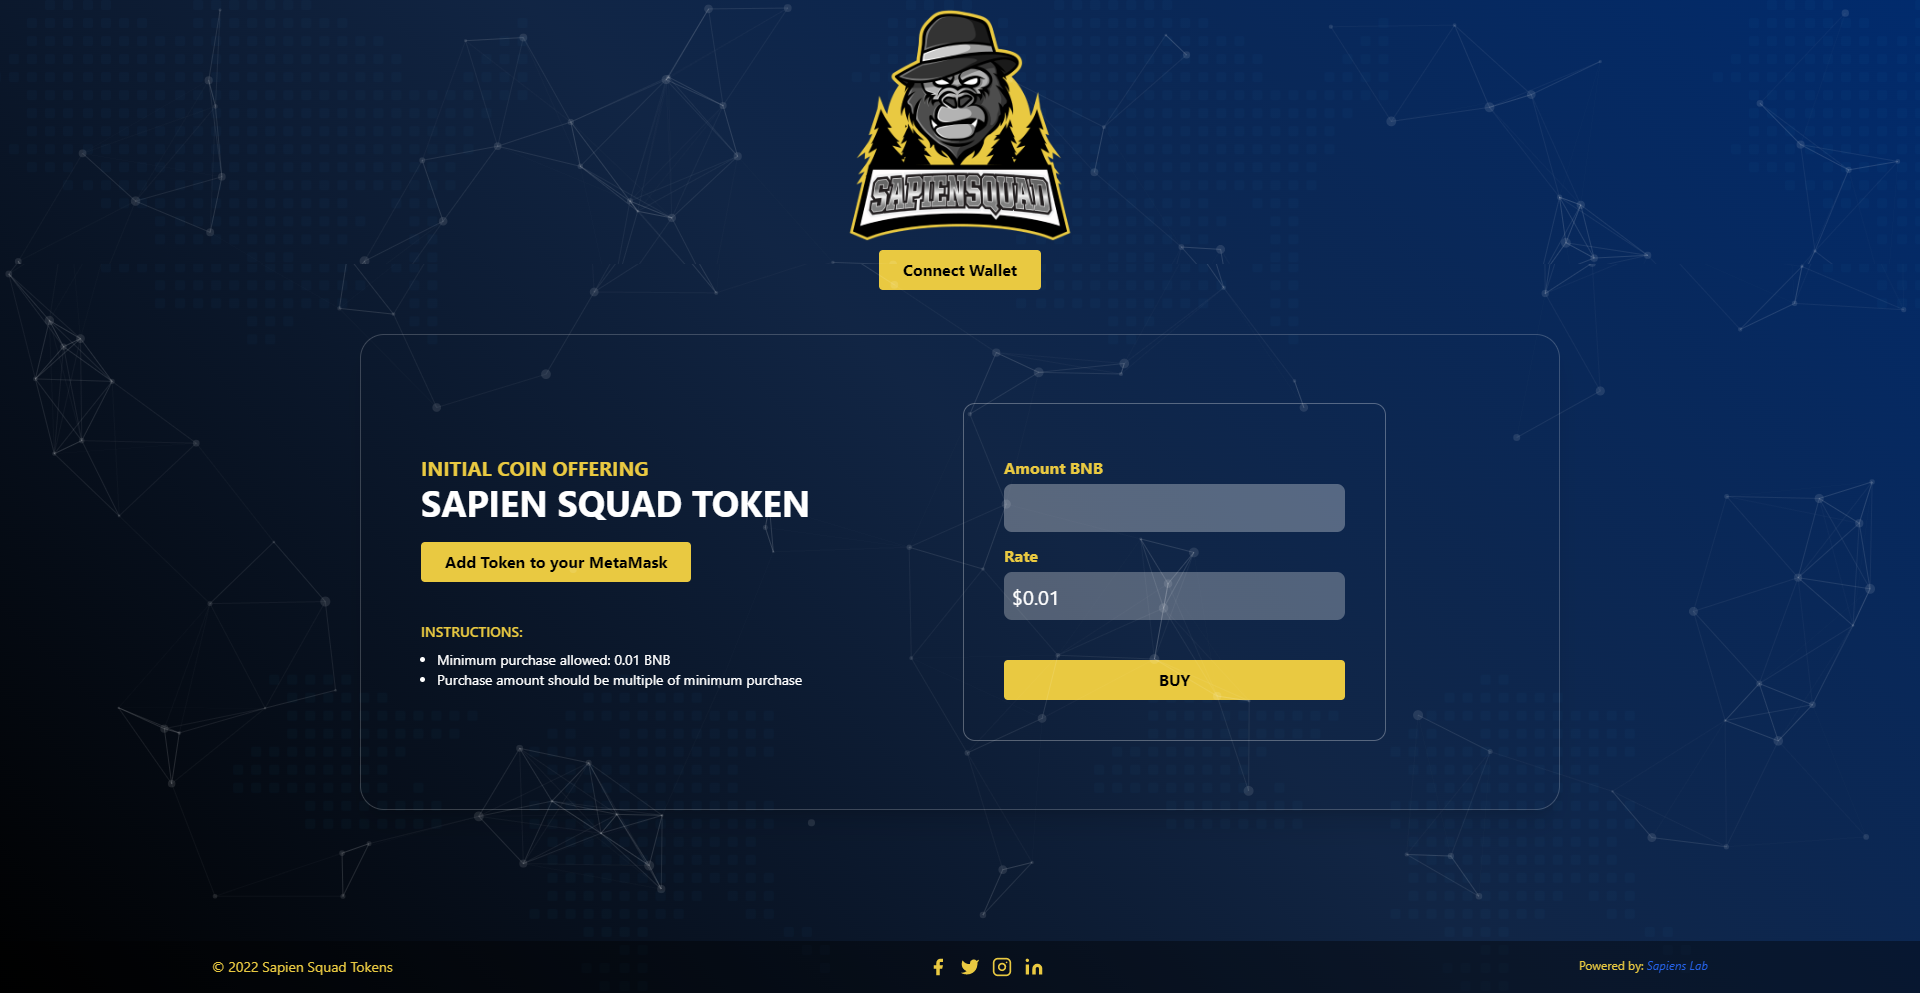 SAPIENSQUAD
Connect Wallet
INITIAL COIN OFFERING
SAPIEN SQUAD TOKEN
Add Token to your MetaMask
INSTRUCTIONS:
Minimum purchase allowed: 0.01 BNB
Purchase amount should be multiple of minimum purchase
Amount BNB
Rate
$0.01
BUY
© 2022 Sapien Squad Tokens
Powered by: Sapiens Lab